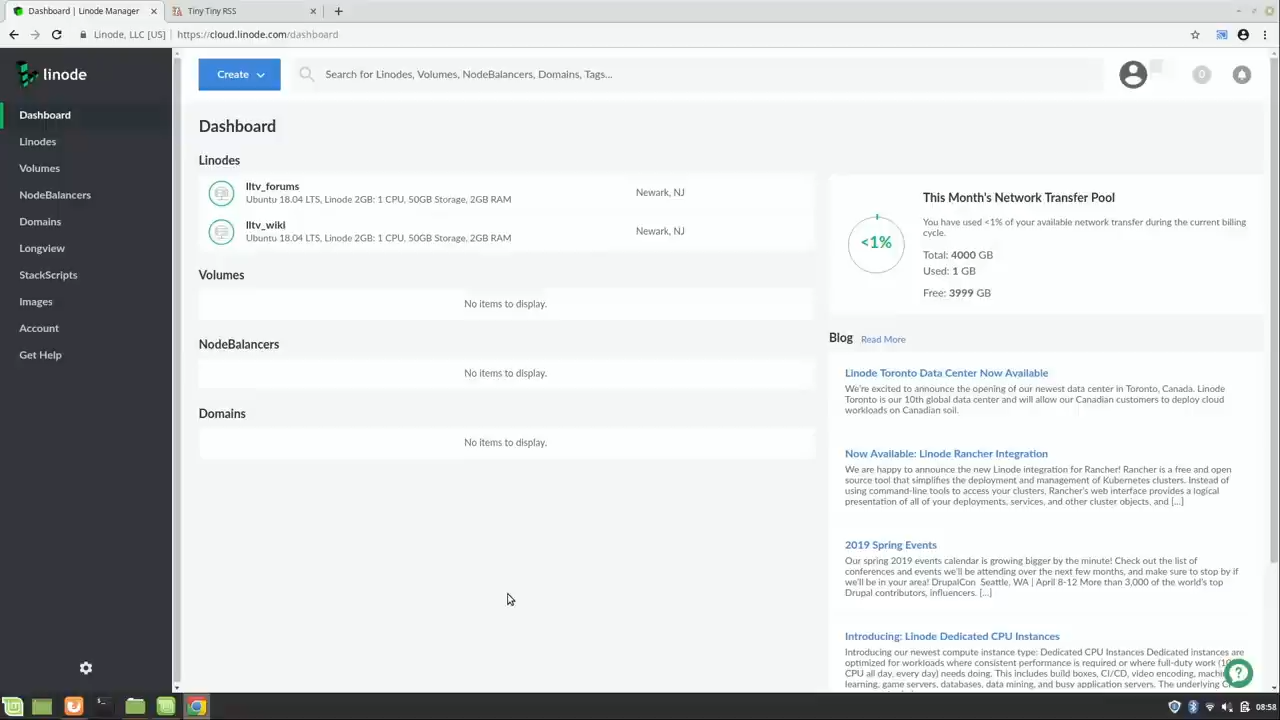 Dashboard | Linode Manager
Tiny Tiny RSS
Linode, LLC [US]
https://cloud.linode.com/dashboard
linode
Create
Search for Linodes, Volumes, NodeBalancers, Domains, Tags...
0
Dashboard
Linodes
Volumes
NodeBalancers
Domains
Longview
StackScripts
Images
Account
Get Help
Dashboard
Linodes
lltv_forums
Ubuntu 18.04 LTS, Linode 2GB: 1 CPU, 50GB Storage, 2GB RAM
Newark, NJ
lltv_wiki
Ubuntu 18.04 LTS, Linode 2GB: 1 CPU, 50GB Storage, 2GB RAM
Newark, NJ
Volumes
No items to display.
NodeBalancers
No items to display.
Domains
No items to display.
This Month's Network Transfer Pool
<1%
You have used <1% of your available network transfer during the current billing
cycle.
Total: 4000 GB
Used: 1 GB
Free: 3999 GB
Blog Read More
Linode Toronto Data Center Now Available
We're excited to announce the opening of our newest data center in Toronto, Canada. Linode
Toronto is our 10th global data center and will allow our Canadian customers to deploy cloud
workloads on Canadian soil.
Now Available: Linode Rancher Integration
We are happy to announce the new Linode integration for Rancher! Rancher is a free and open
source tool that simplifies the deployment and management of Kubernetes clusters. Instead of
using command-line tools to access your clusters, Rancher's web interface provides a logical
presentation of all of your deployments, services, and other cluster objects, and [...]
2019 Spring Events
Our spring 2019 events calendar is growing bigger by the minute! Check out the list of
conferences and events we'll be attending over the next few months, and make sure to stop by if
we'll be in your area! DrupalCon Seattle, WA | April 8-12 More than 3,000 of the world's top
Drupal contributors, influencers. [...]
Introducing: Linode Dedicated CPU Instances
Introducing our newest compute instance type: Dedicated CPU Instances Dedicated instances are
optimized for workloads where consistent performance is required or where full-duty work (10
CPU all day, every day) needs doing. This includes build boxes, CI/CD, video encoding, machi
learning, game servers, databases, data mining, and busy application servers. The underlying C
?
08:58